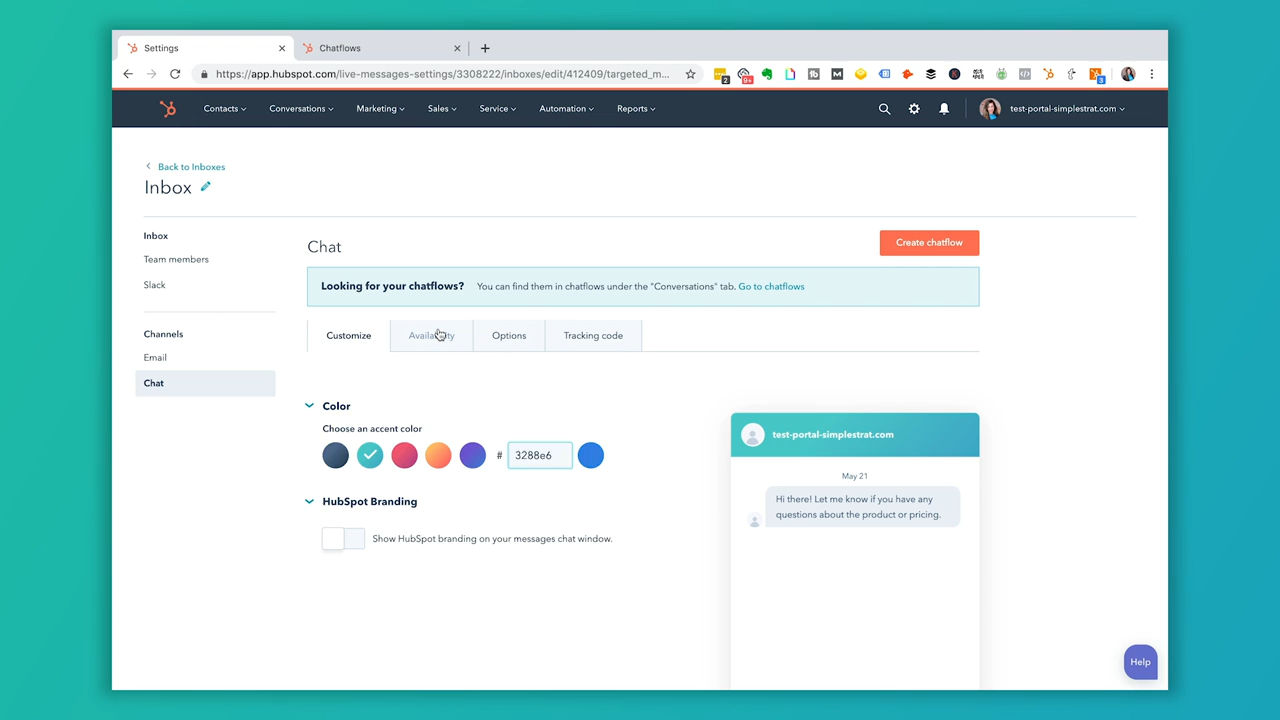 Settings
Chatflows
https://app.hubspot.com/live-messages-settings/3308222/inboxes/edit/412409/targeted_m...
2
9+
3
Contacts
Conversations
Marketing
Sales
Service
Automation
Reports
test-portal-simplestrat.com
Back to Inboxes
Inbox
Inbox
Team members
Slack
Channels
Email
Chat
Chat
Create chatflow
Looking for your chatflows? You can find them in chatflows under the "Conversations" tab. Go to chatflows
Customize
Availability
Options
Tracking code
Color
Choose an accent color
# 3288e6
HubSpot Branding
Show HubSpot branding on your messages chat window.
test-portal-simplestrat.com
May 21
Hi there! Let me know if you have any
questions about the product or pricing.
Help